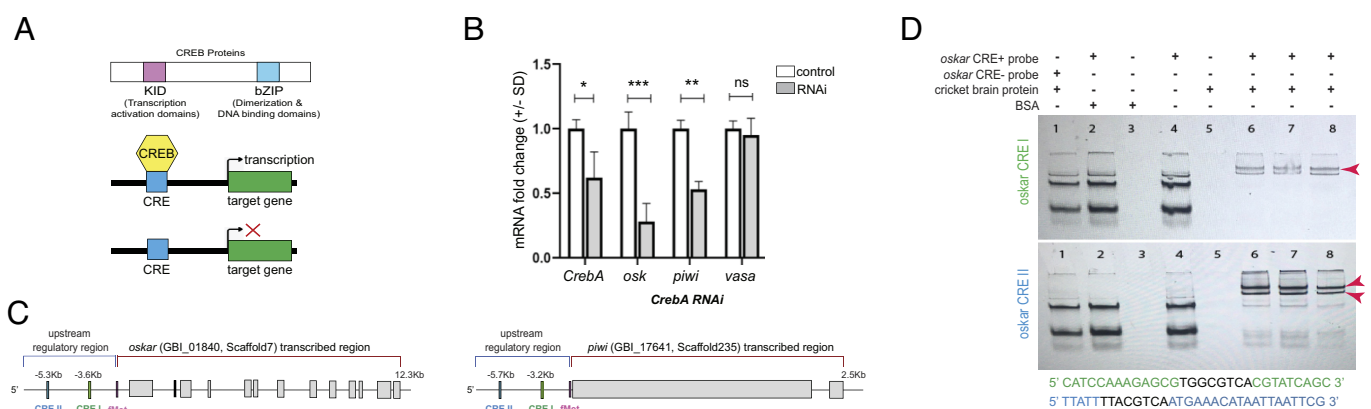 A
CREB Proteins
KID
(Transcription
activation domains)
bZIP
(Dimerization &
DNA binding domains)
CREB
transcription
CRE
target gene
CRE
target gene
B
control
RNAi
mRNA fold change (+/- SD)
1.5
1.0
0.5
0.0
*
***
**
ns
CrebA
osk
piwi
vasa
CrebA RNAi
C
upstream
regulatory region
oskar (GBI_01840, Scaffold7) transcribed region
-5.3Kb
-3.6Kb
12.3Kb
5'
CRE II
CRE I
fMet
upstream
regulatory region
piwi (GBI_17641, Scaffold235) transcribed region
-5.7Kb
-3.2Kb
2.5Kb
5'
CRE II
CRE I
fMet
D
oskar CRE+ probe - + - + - + + +
oskar CRE- probe + - - - - - - -
cricket brain protein + - - - + + + +
BSA - + + - - - - -
oskar CRE I
1 2 3 4 5 6 7 8
oskar CRE II
1 2 3 4 5 6 7 8
5' CATCCAAAGAGCGTGGCGTCACGTATCAGC 3'
5' TTATTTTACGTCAATGAAACATAATTAATTCG 3'